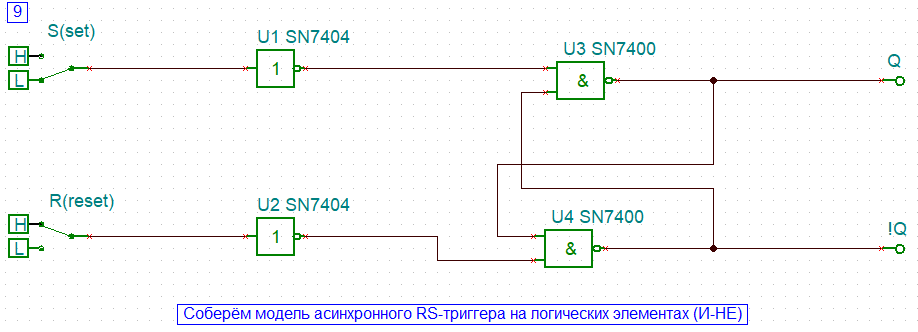 9
S(set)
H
L
U1 SN7404
1
U3 SN7400
&
Q
R(reset)
H
L
U2 SN7404
1
U4 SN7400
&
!Q
Соберём модель асинхронного RS-триггера на логических элементах (И-НЕ)